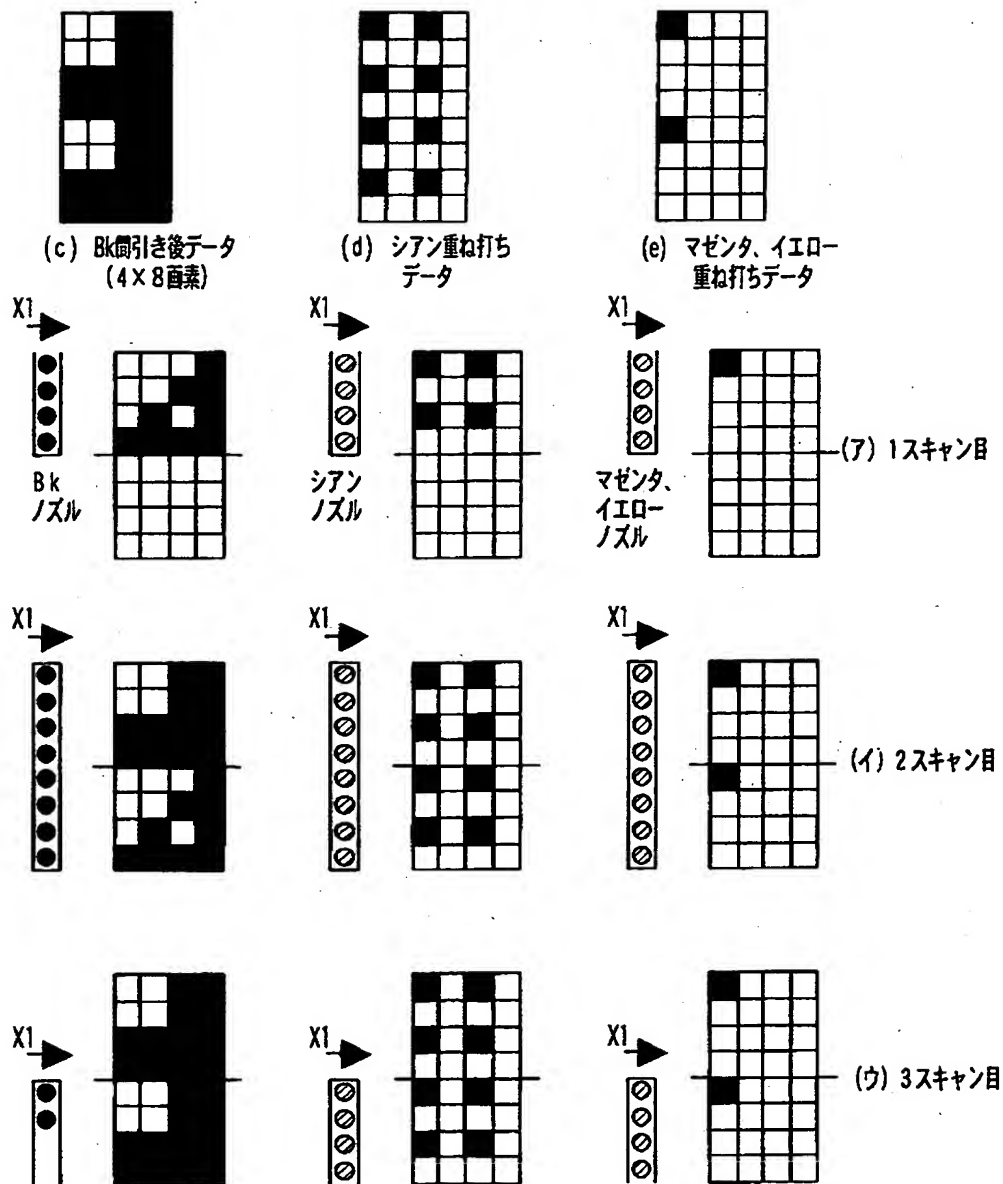 (c) Bk間引き後データ
(4×8画素)
(d) シアン重ね打ち
データ
(e) マゼンタ、イエロー
重ね打ちデータ
X1
X1
X1
Bk
ノズル
シアン
ノズル
マゼンタ、
イエロー
ノズル
(ア) 1スキャン目
X1
X1
X1
(イ) 2スキャン目
X1
X1
X1
(ウ) 3スキャン目